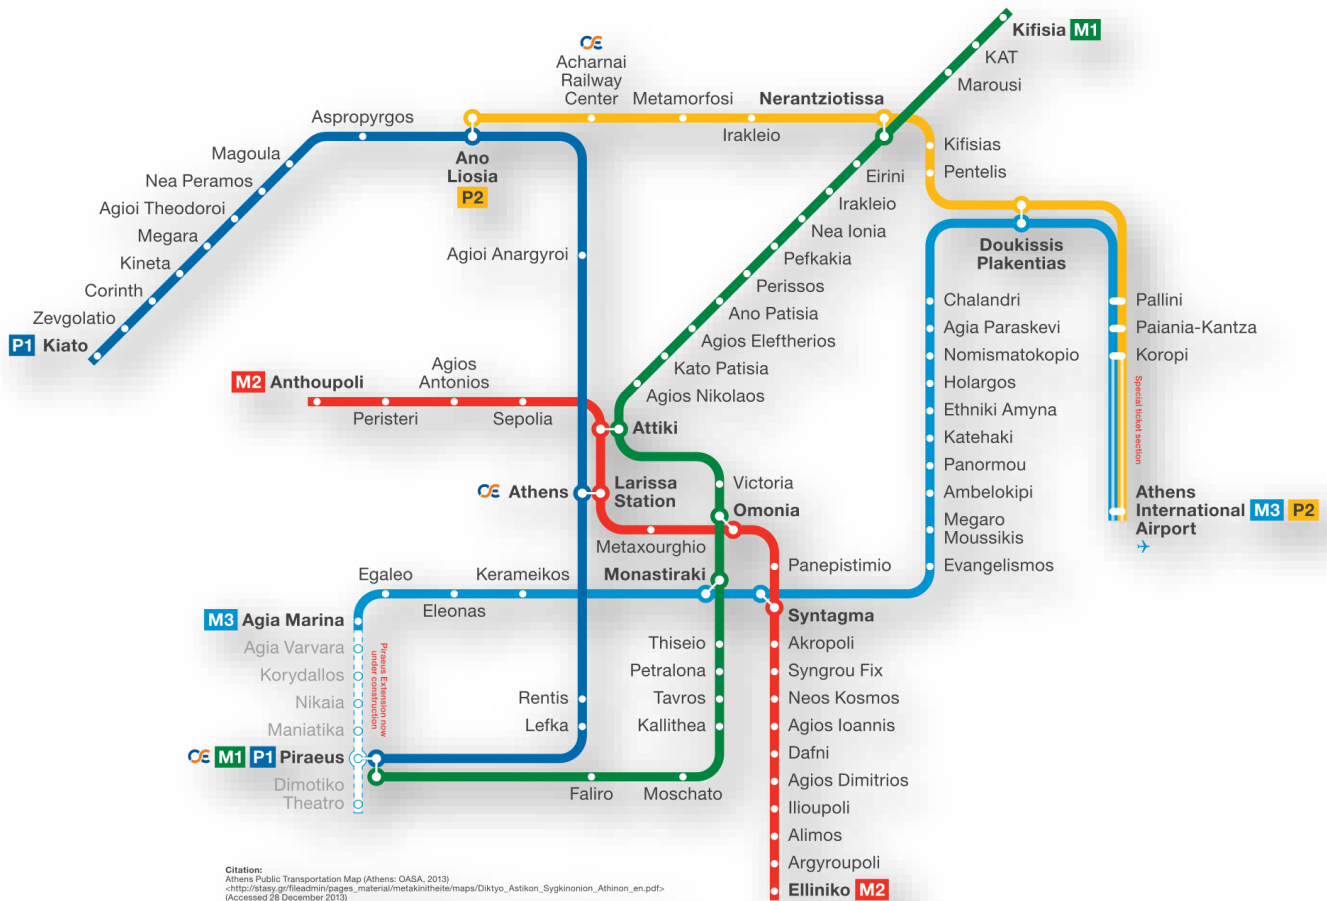 Kifisia M1
KAT
Marousi
Acharnai
Railway
Center
Metamorfosi
Nerantziotissa
Irakleio
Aspropyrgos
Magoula
Nea Peramos
Agioi Theodoroi
Megara
Kineta
Corinth
Zevgolatio
P1 Kiato
Ano
Liosia
P2
Agioi Anargyroi
Kifisias
Pentelis
Eirini
Irakleio
Nea Ionia
Pefkakia
Perissos
Ano Patisia
Agios Eleftherios
Kato Patisia
Agios Nikolaos
Doukissis
Plakentias
Chalandri
Agia Paraskevi
Nomismatokopio
Holargos
Ethniki Amyna
Katehaki
Panormou
Ambelokipi
Megaro
Moussikis
Evangelismos
Pallini
Paiania-Kantza
Koropi
Special ticket section
Athens
International M3 P2
Airport
M2 Anthoupoli
Agios
Antonios
Peristeri
Sepolia
Attiki
Athens
Larissa
Station
Victoria
Omonia
Metaxourghio
Panepistimio
Monastiraki
Syntagma
Egaleo
Kerameikos
Eleonas
M3 Agia Marina
Agia Varvara
Korydallos
Nikaia
Maniatika
Piraeus Extension now
under construction
M1 P1 Piraeus
Dimotiko
Theatro
Rentis
Lefka
Thiseio
Petralona
Tavros
Kallithea
Faliro
Moschato
Akropoli
Syngrou Fix
Neos Kosmos
Agios Ioannis
Dafni
Agios Dimitrios
Ilioupoli
Alimos
Argyroupoli
Elliniko M2
Citation:
Athens Public Transportation Map (Athens: OASA, 2013)
<http://stasy.gr/fileadmin/pages_material/metakinitheite/maps/Diktyo_Astikon_Sygkinonion_Athinon_en.pdf>
(Accessed 28 December 2013)